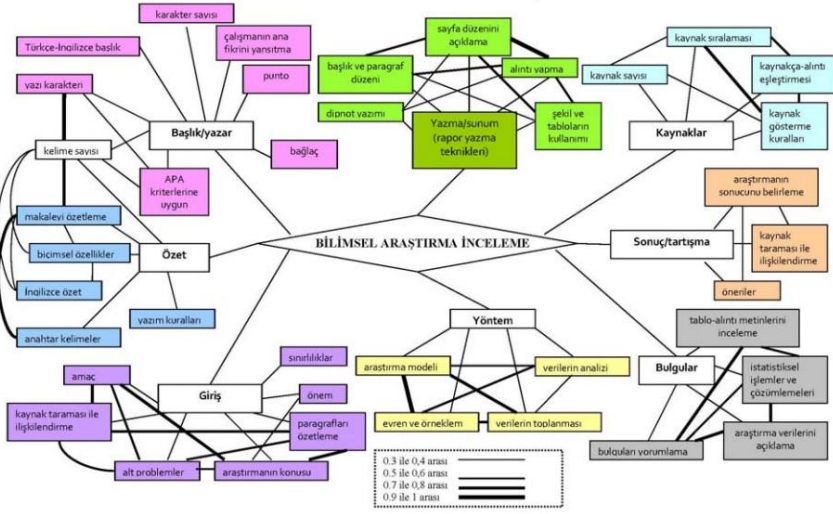 karakter sayısı
Türkçe-İngilizce başlık
çalışmanın ana
fikrini yansıtma
yazı karakteri
punto
Başlık/yazar
kelime sayısı
bağlaç
APA
kriterlerine
uygun
sayfa düzenini
açıklama
başlık ve paragraf
düzeni
alıntı yapma
dipnot yazımı
Yazma/sunum
(rapor yazma
teknikleri)
şekil ve
tabloların
kullanımı
kaynak sıralaması
kaynak sayısı
kaynakça-alıntı
eşleştirmesi
Kaynaklar
kaynak
gösterme
kuralları
makaleyi özetleme
biçimsel özellikler
Özet
İngilizce özet
yazım kuralları
anahtar kelimeler
BİLİMSEL ARAŞTIRMA İNCELEME
araştırmanın
sonucunu belirleme
Sonuç/tartışma
kaynak
taraması ile
ilişkilendirme
öneriler
Yöntem
araştırma modeli
verilerin analizi
evren ve örneklem
verilerin toplanması
tablo-alıntı metinlerini
inceleme
Bulgular
istatistiksel
işlemler ve
çözümlemeleri
araştırma verilerini
açıklama
bulguları yorumlama
sınırlılıklar
amaç
Giriş
önem
kaynak taraması ile
ilişkilendirme
paragrafları
özetleme
alt problemler
araştırmanın konusu
0.3 ile 0,4 arası
0.5 ile 0,6 arası
0.7 ile 0,8 arası
0.9 ile 1 arası